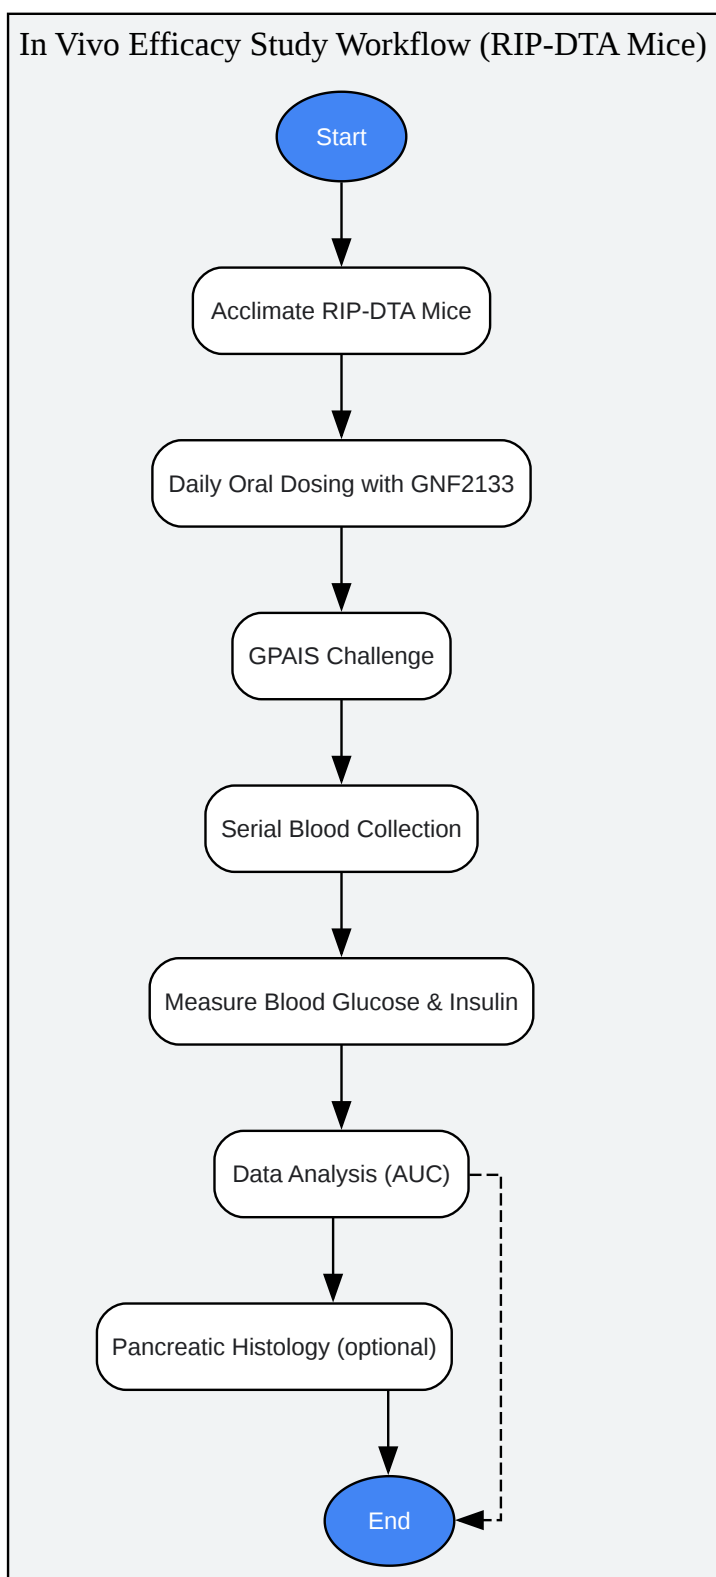 In Vivo Efficacy Study Workflow (RIP-DTA Mice)
Start
Acclimate RIP-DTA Mice
Daily Oral Dosing with GNF2133
GPAIS Challenge
Serial Blood Collection
Measure Blood Glucose & Insulin
Data Analysis (AUC)
Pancreatic Histology (optional)
End